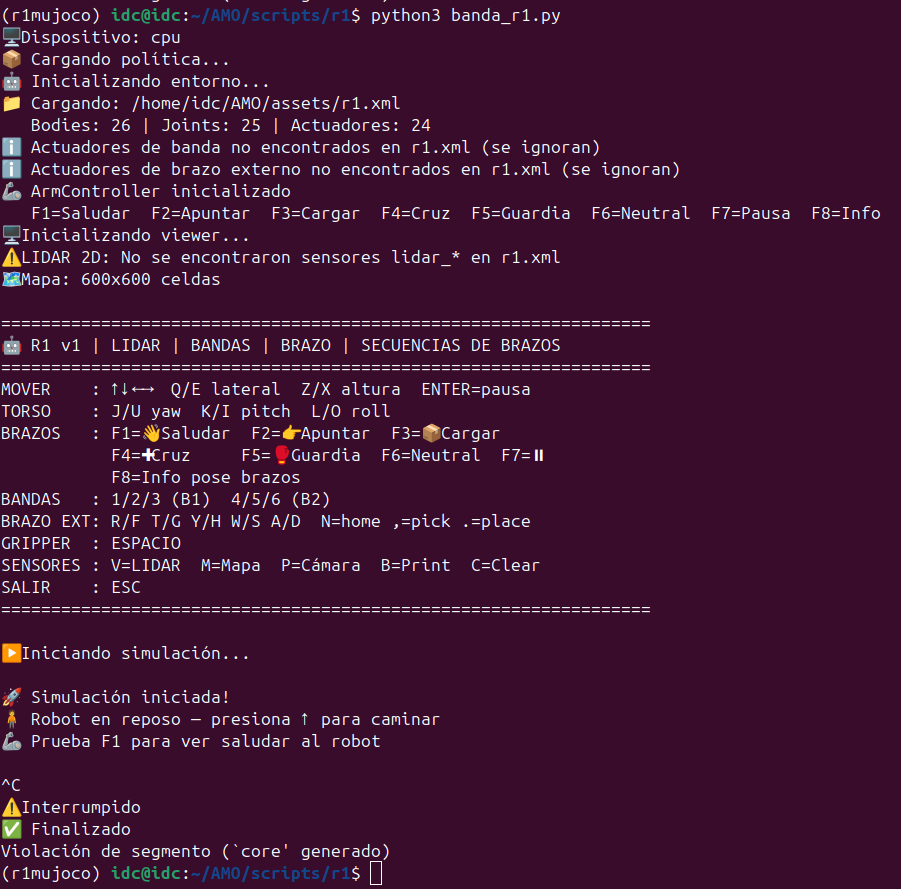 (r1mujoco) idc@idc:~/AMO/scripts/r1$ python3 banda_r1.py
🖥️Dispositivo: cpu
📦 Cargando política...
🤖 Inicializando entorno...
📁 Cargando: /home/idc/AMO/assets/r1.xml
   Bodies: 26 | Joints: 25 | Actuadores: 24
ℹ️ Actuadores de banda no encontrados en r1.xml (se ignoran)
ℹ️ Actuadores de brazo externo no encontrados en r1.xml (se ignoran)
🦾 ArmController inicializado
   F1=Saludar  F2=Apuntar  F3=Cargar  F4=Cruz  F5=Guardia  F6=Neutral  F7=Pausa  F8=Info
🖥️Inicializando viewer...
⚠️LIDAR 2D: No se encontraron sensores lidar_* en r1.xml
🗺️Mapa: 600x600 celdas
=================================================================
🤖 R1 v1 | LIDAR | BANDAS | BRAZO | SECUENCIAS DE BRAZOS
=================================================================
MOVER    : ↑↓←→  Q/E lateral  Z/X altura  ENTER=pausa
TORSO    : J/U yaw  K/I pitch  L/O roll
BRAZOS   : F1=👋Saludar  F2=👉Apuntar  F3=📦Cargar
           F4=✚Cruz     F5=🥊Guardia  F6=Neutral  F7=⏸
           F8=Info pose brazos
BANDAS   : 1/2/3 (B1)  4/5/6 (B2)
BRAZO EXT: R/F T/G Y/H W/S A/D  N=home ,=pick .=place
GRIPPER  : ESPACIO
SENSORES : V=LIDAR  M=Mapa  P=Cámara  B=Print  C=Clear
SALIR    : ESC
=================================================================
▶️Iniciando simulación...
🚀 Simulación iniciada!
🧍 Robot en reposo — presiona ↑ para caminar
🦾 Prueba F1 para ver saludar al robot
^C
⚠️Interrumpido
✅ Finalizado
Violación de segmento (`core' generado)
(r1mujoco) idc@idc:~/AMO/scripts/r1$